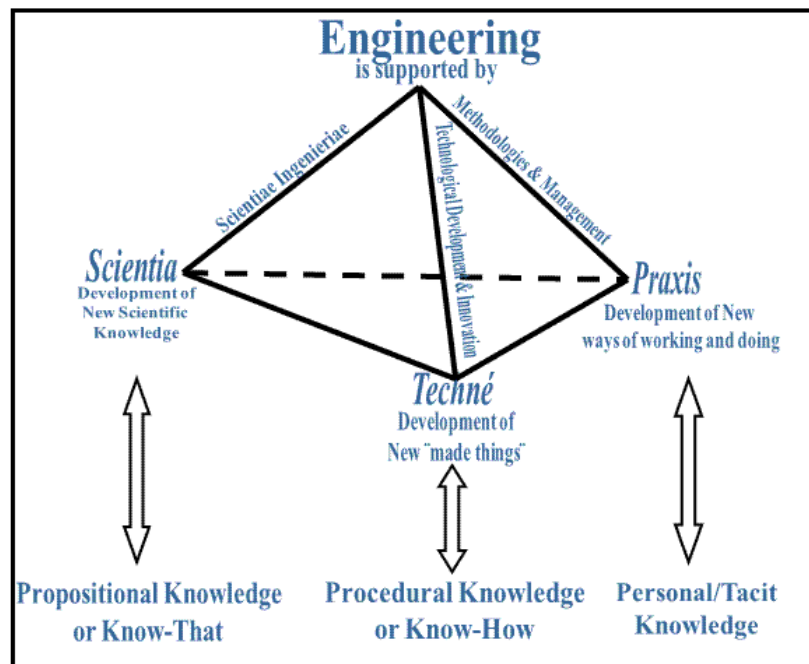 Engineering
is supported by
Scientiae Ingenieriae
Technological Development & Innovation
Methodologies & Management
Scientia
Development of
New Scientific
Knowledge
Praxis
Development of New
ways of working and doing
Techné
Development of
New ¨made things¨
Propositional Knowledge
or Know-That
Procedural Knowledge
or Know-How
Personal/Tacit
Knowledge